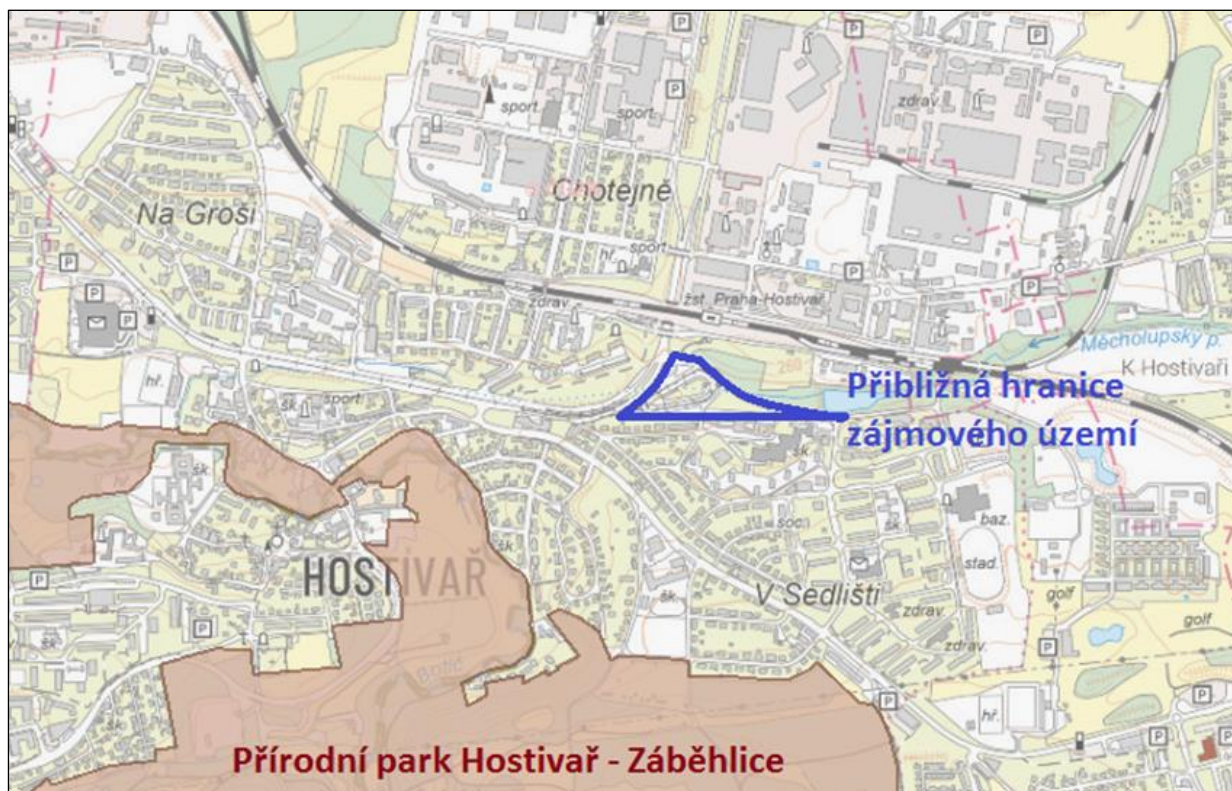 zdrav.
sport
sport
Chotejně
Na Groši
sport
hř.
zdrav.
žst. Praha-Hostivař
Měcholupský p.
K Hostivaři
260
Přibližná hranice
zájmového území
hř.
šk
sport
šk
šk
HOSTIVAŘ
šk
soc.
šk
baz.
stad.
V Sedlišti
šk
zdrav.
zdrav.
golf
golf
Botič
šk
hř.
Přírodní park Hostivař - Záběhlice